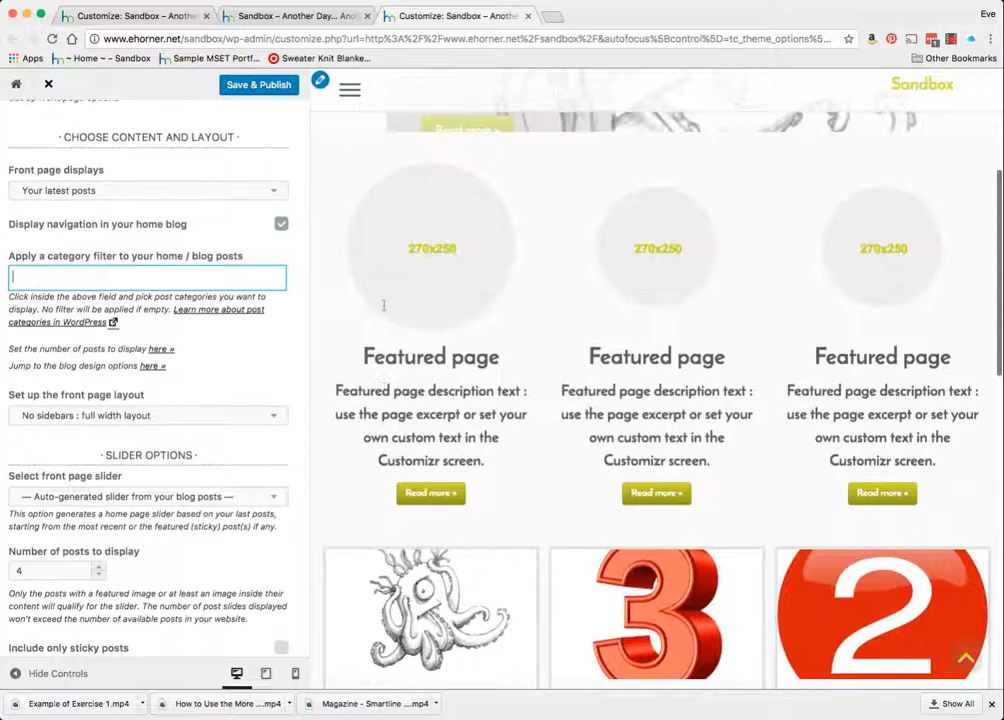 Customize: Sandbox – Anothe
Sandbox – Another Day... Ano
Customize: Sandbox – Anothe
Eve
www.ehorner.net/sandbox/wp-admin/customize.php?url=http%3A%2F%2Fwww.ehorner.net%2Fsandbox%2F&autofocus%5Bcontrol%5D=tc_theme_options%...
Apps
~ Home ~ – Sandbox
Sample MSET Portf...
Sweater Knit Blanke...
Other Bookmarks
Save & Publish
Sandbox
Read more »
· CHOOSE CONTENT AND LAYOUT ·
Front page displays
Your latest posts
Display navigation in your home blog
Apply a category filter to your home / blog posts
Click inside the above field and pick post categories you want to
display. No filter will be applied if empty. Learn more about post
categories in WordPress
Set the number of posts to display here »
Jump to the blog design options here »
Set up the front page layout
No sidebars : full width layout
· SLIDER OPTIONS ·
Select front page slider
— Auto-generated slider from your blog posts —
This option generates a home page slider based on your last posts,
starting from the most recent or the featured (sticky) post(s) if any.
Number of posts to display
4
Only the posts with a featured image or at least an image inside their
content will qualify for the slider. The number of post slides displayed
won't exceed the number of available posts in your website.
Include only sticky posts
Hide Controls
270x250
270x250
270x250
Featured page
Featured page
Featured page
Featured page description text :
use the page excerpt or set your
own custom text in the
Customizr screen.
Featured page description text :
use the page excerpt or set your
own custom text in the
Customizr screen.
Featured page description text :
use the page excerpt or set your
own custom text in the
Customizr screen.
Read more »
Read more »
Read more »
3
2
Example of Exercise 1.mp4
How to Use the More ....mp4
Magazine - Smartline ....mp4
Show All